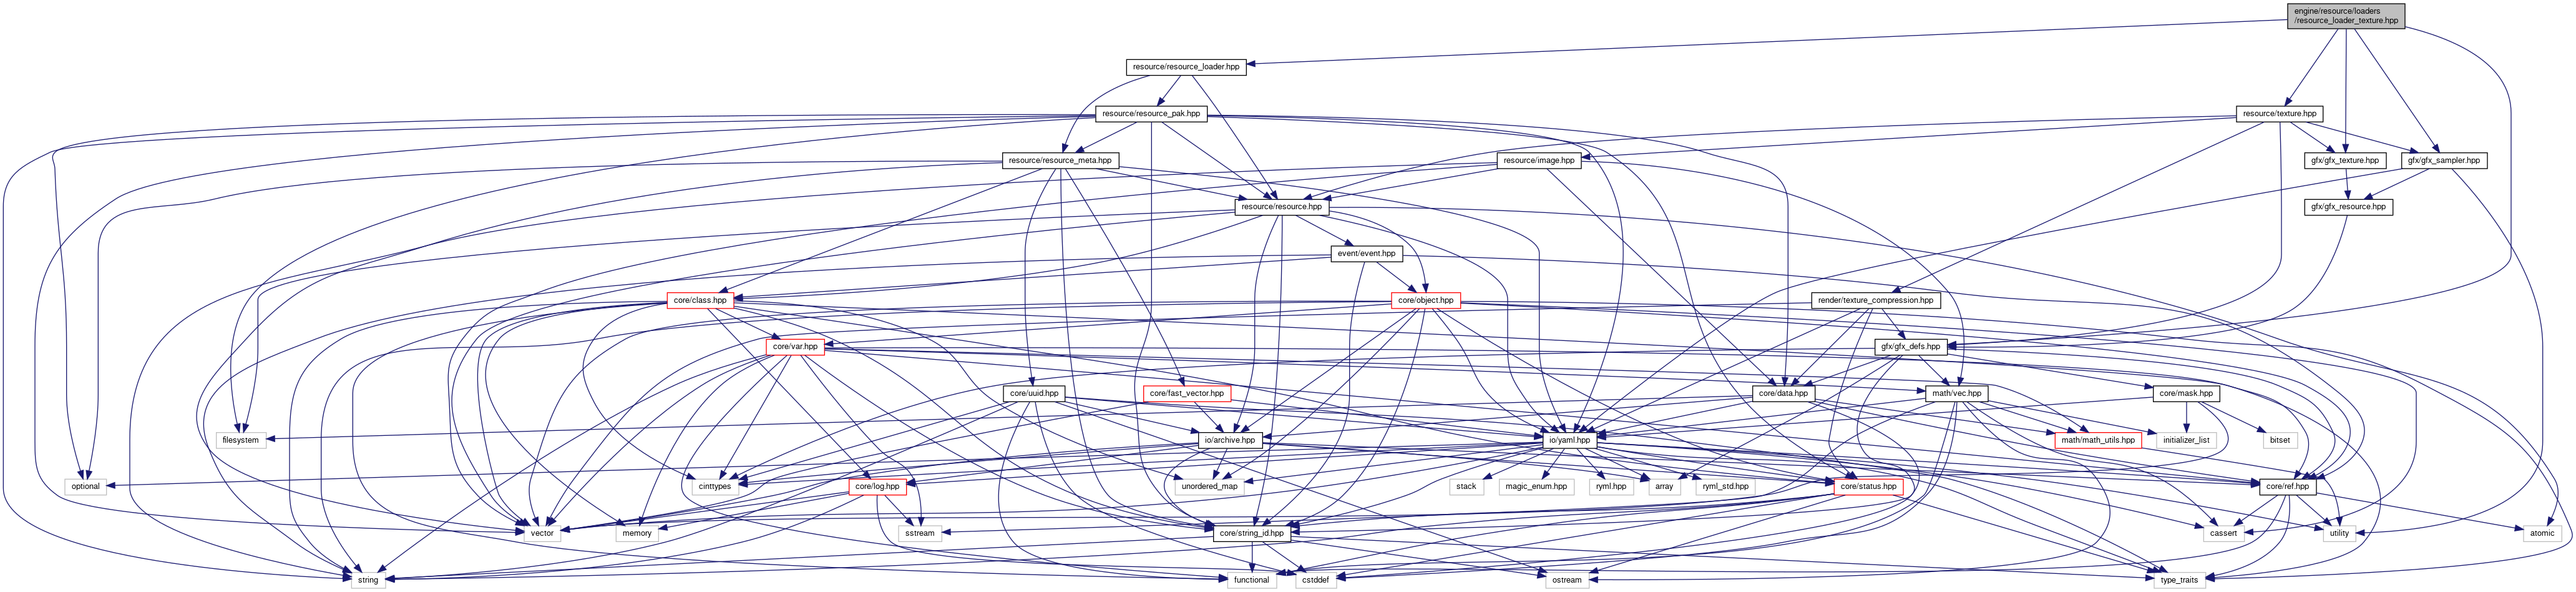 engine/resource/loaders
/resource_loader_texture.hpp
resource/resource_loader.hpp
resource/resource_pak.hpp
resource/texture.hpp
resource/resource_meta.hpp
resource/image.hpp
gfx/gfx_texture.hpp
gfx/gfx_sampler.hpp
resource/resource.hpp
gfx/gfx_resource.hpp
event/event.hpp
core/class.hpp
core/object.hpp
render/texture_compression.hpp
core/var.hpp
gfx/gfx_defs.hpp
core/uuid.hpp
core/fast_vector.hpp
core/data.hpp
math/vec.hpp
core/mask.hpp
filesystem
io/archive.hpp
io/yaml.hpp
math/math_utils.hpp
initializer_list
bitset
optional
cinttypes
core/log.hpp
unordered_map
stack
magic_enum.hpp
ryml.hpp
array
ryml_std.hpp
core/status.hpp
core/ref.hpp
vector
memory
sstream
core/string_id.hpp
cassert
utility
atomic
string
functional
cstddef
ostream
type_traits